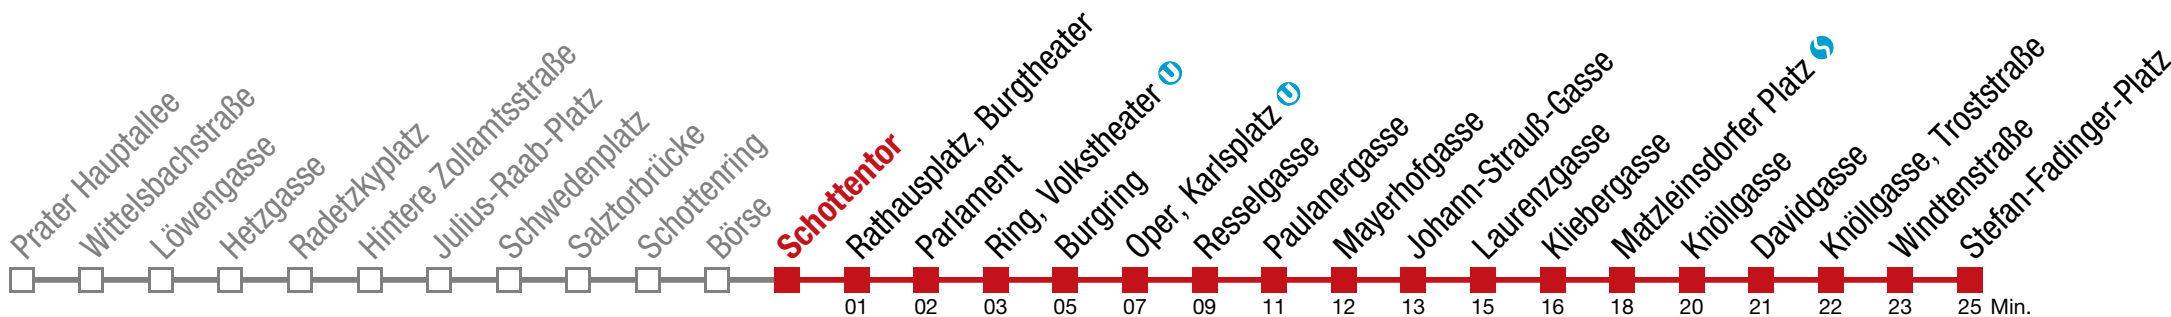 Prater Hauptallee
Wittelsbachstraße
Löwengasse
Hetzgasse
Radetzkyplatz
Hintere Zollamtsstraße
Julius-Raab-Platz
Schwedenplatz
Salztorbrücke
Schottenring
Börse
Schottentor
Rathausplatz, Burgtheater
Parlament
Ring, Volkstheater U
Burgring
Oper, Karlsplatz U
Resselgasse
Paulanergasse
Mayerhofgasse
Johann-Strauß-Gasse
Laurenzgasse
Kliebergasse
Matzleinsdorfer Platz S
Knöllgasse
Davidgasse
Knöllgasse, Troststraße
Windtenstraße
Stefan-Fadinger-Platz
01 02 03 05 07 09 11 12 13 15 16 18 20 21 22 23 25 Min.